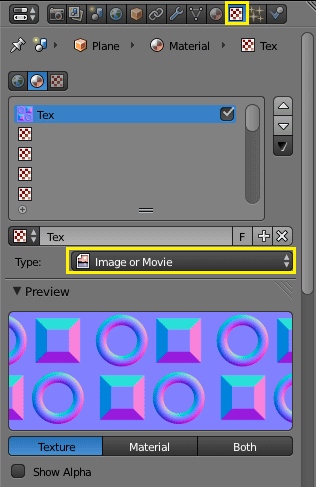 Plane Material Tex
Tex
Tex F
Type: Image or Movie
Preview
Texture Material Both
Show Alpha